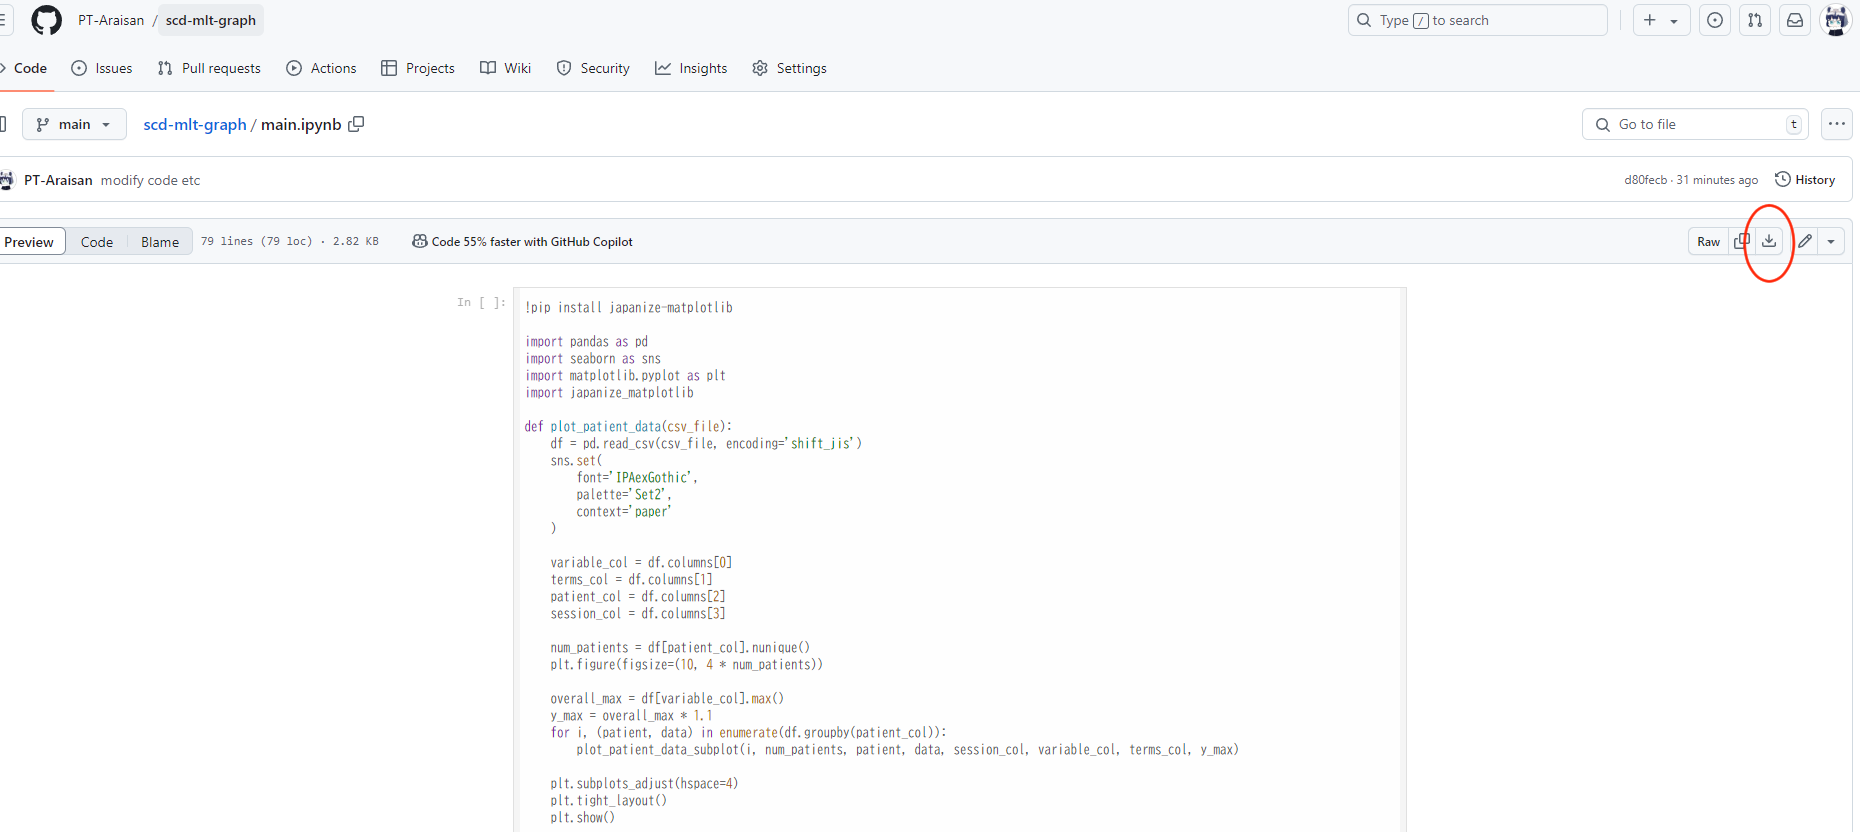 PT-Araisan / scd-mlt-graph
Type / to search
Code Issues Pull requests Actions Projects Wiki Security Insights Settings
main scd-mlt-graph / main.ipynb
Go to file t
PT-Araisan modify code etc
d80fecb · 31 minutes ago History
Preview Code Blame 79 lines (79 loc) · 2.82 KB Code 55% faster with GitHub Copilot
Raw
In [ ]:
!pip install japanize-matplotlib
import pandas as pd
import seaborn as sns
import matplotlib.pyplot as plt
import japanize_matplotlib
def plot_patient_data(csv_file):
    df = pd.read_csv(csv_file, encoding='shift_jis')
    sns.set(
        font='IPAexGothic',
        palette='Set2',
        context='paper'
    )
    variable_col = df.columns[0]
    terms_col = df.columns[1]
    patient_col = df.columns[2]
    session_col = df.columns[3]
    num_patients = df[patient_col].nunique()
    plt.figure(figsize=(10, 4 * num_patients))
    overall_max = df[variable_col].max()
    y_max = overall_max * 1.1
    for i, (patient, data) in enumerate(df.groupby(patient_col)):
        plot_patient_data_subplot(i, num_patients, patient, data, session_col, variable_col, terms_col, y_max)
    plt.subplots_adjust(hspace=4)
    plt.tight_layout()
    plt.show()